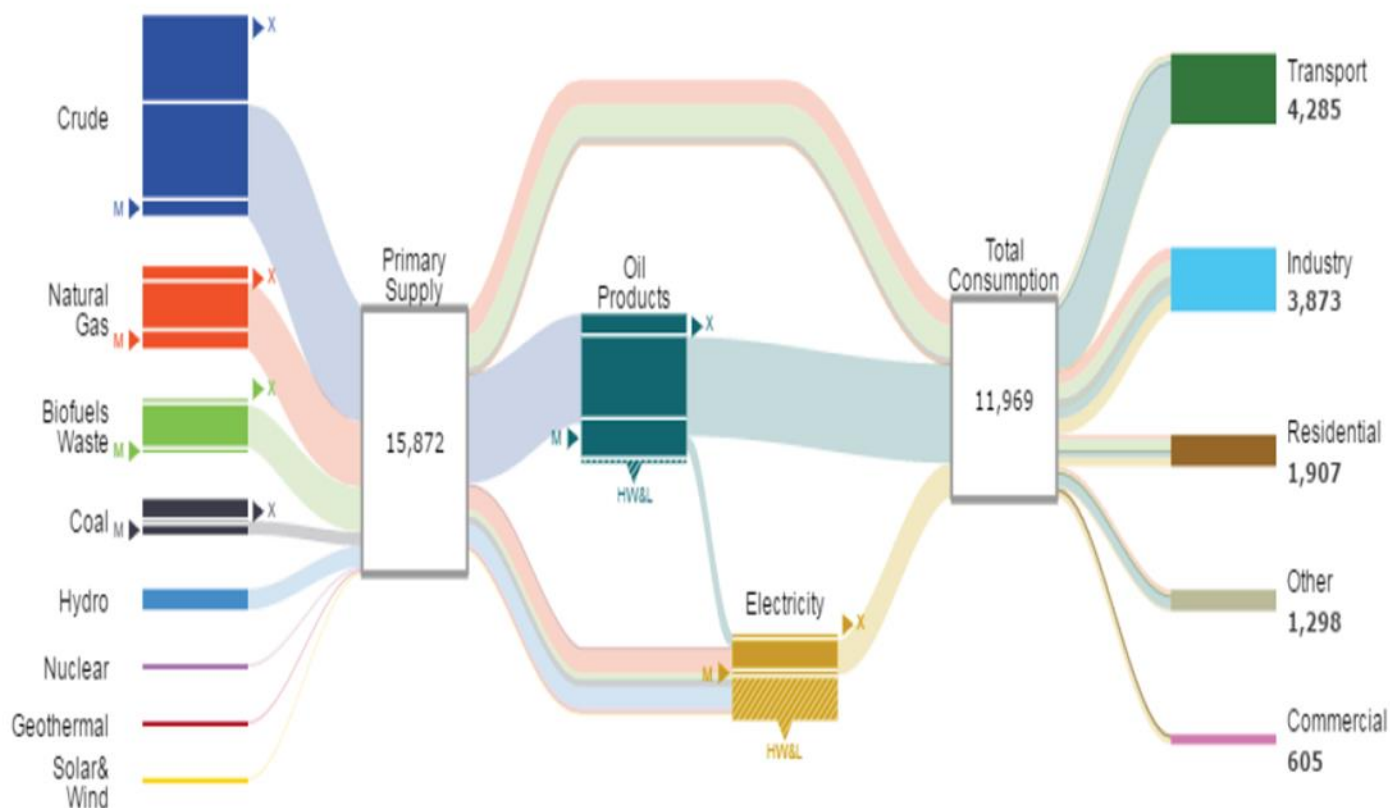 X
Crude
M
Natural
Gas
X
M
Biofuels
Waste
X
M
Coal
X
M
Hydro
Nuclear
Geothermal
Solar&
Wind
Primary
Supply
15,872
Oil
Products
X
M
HW&L
Electricity
X
M
HW&L
Total
Consumption
11,969
Transport
4,285
Industry
3,873
Residential
1,907
Other
1,298
Commercial
605